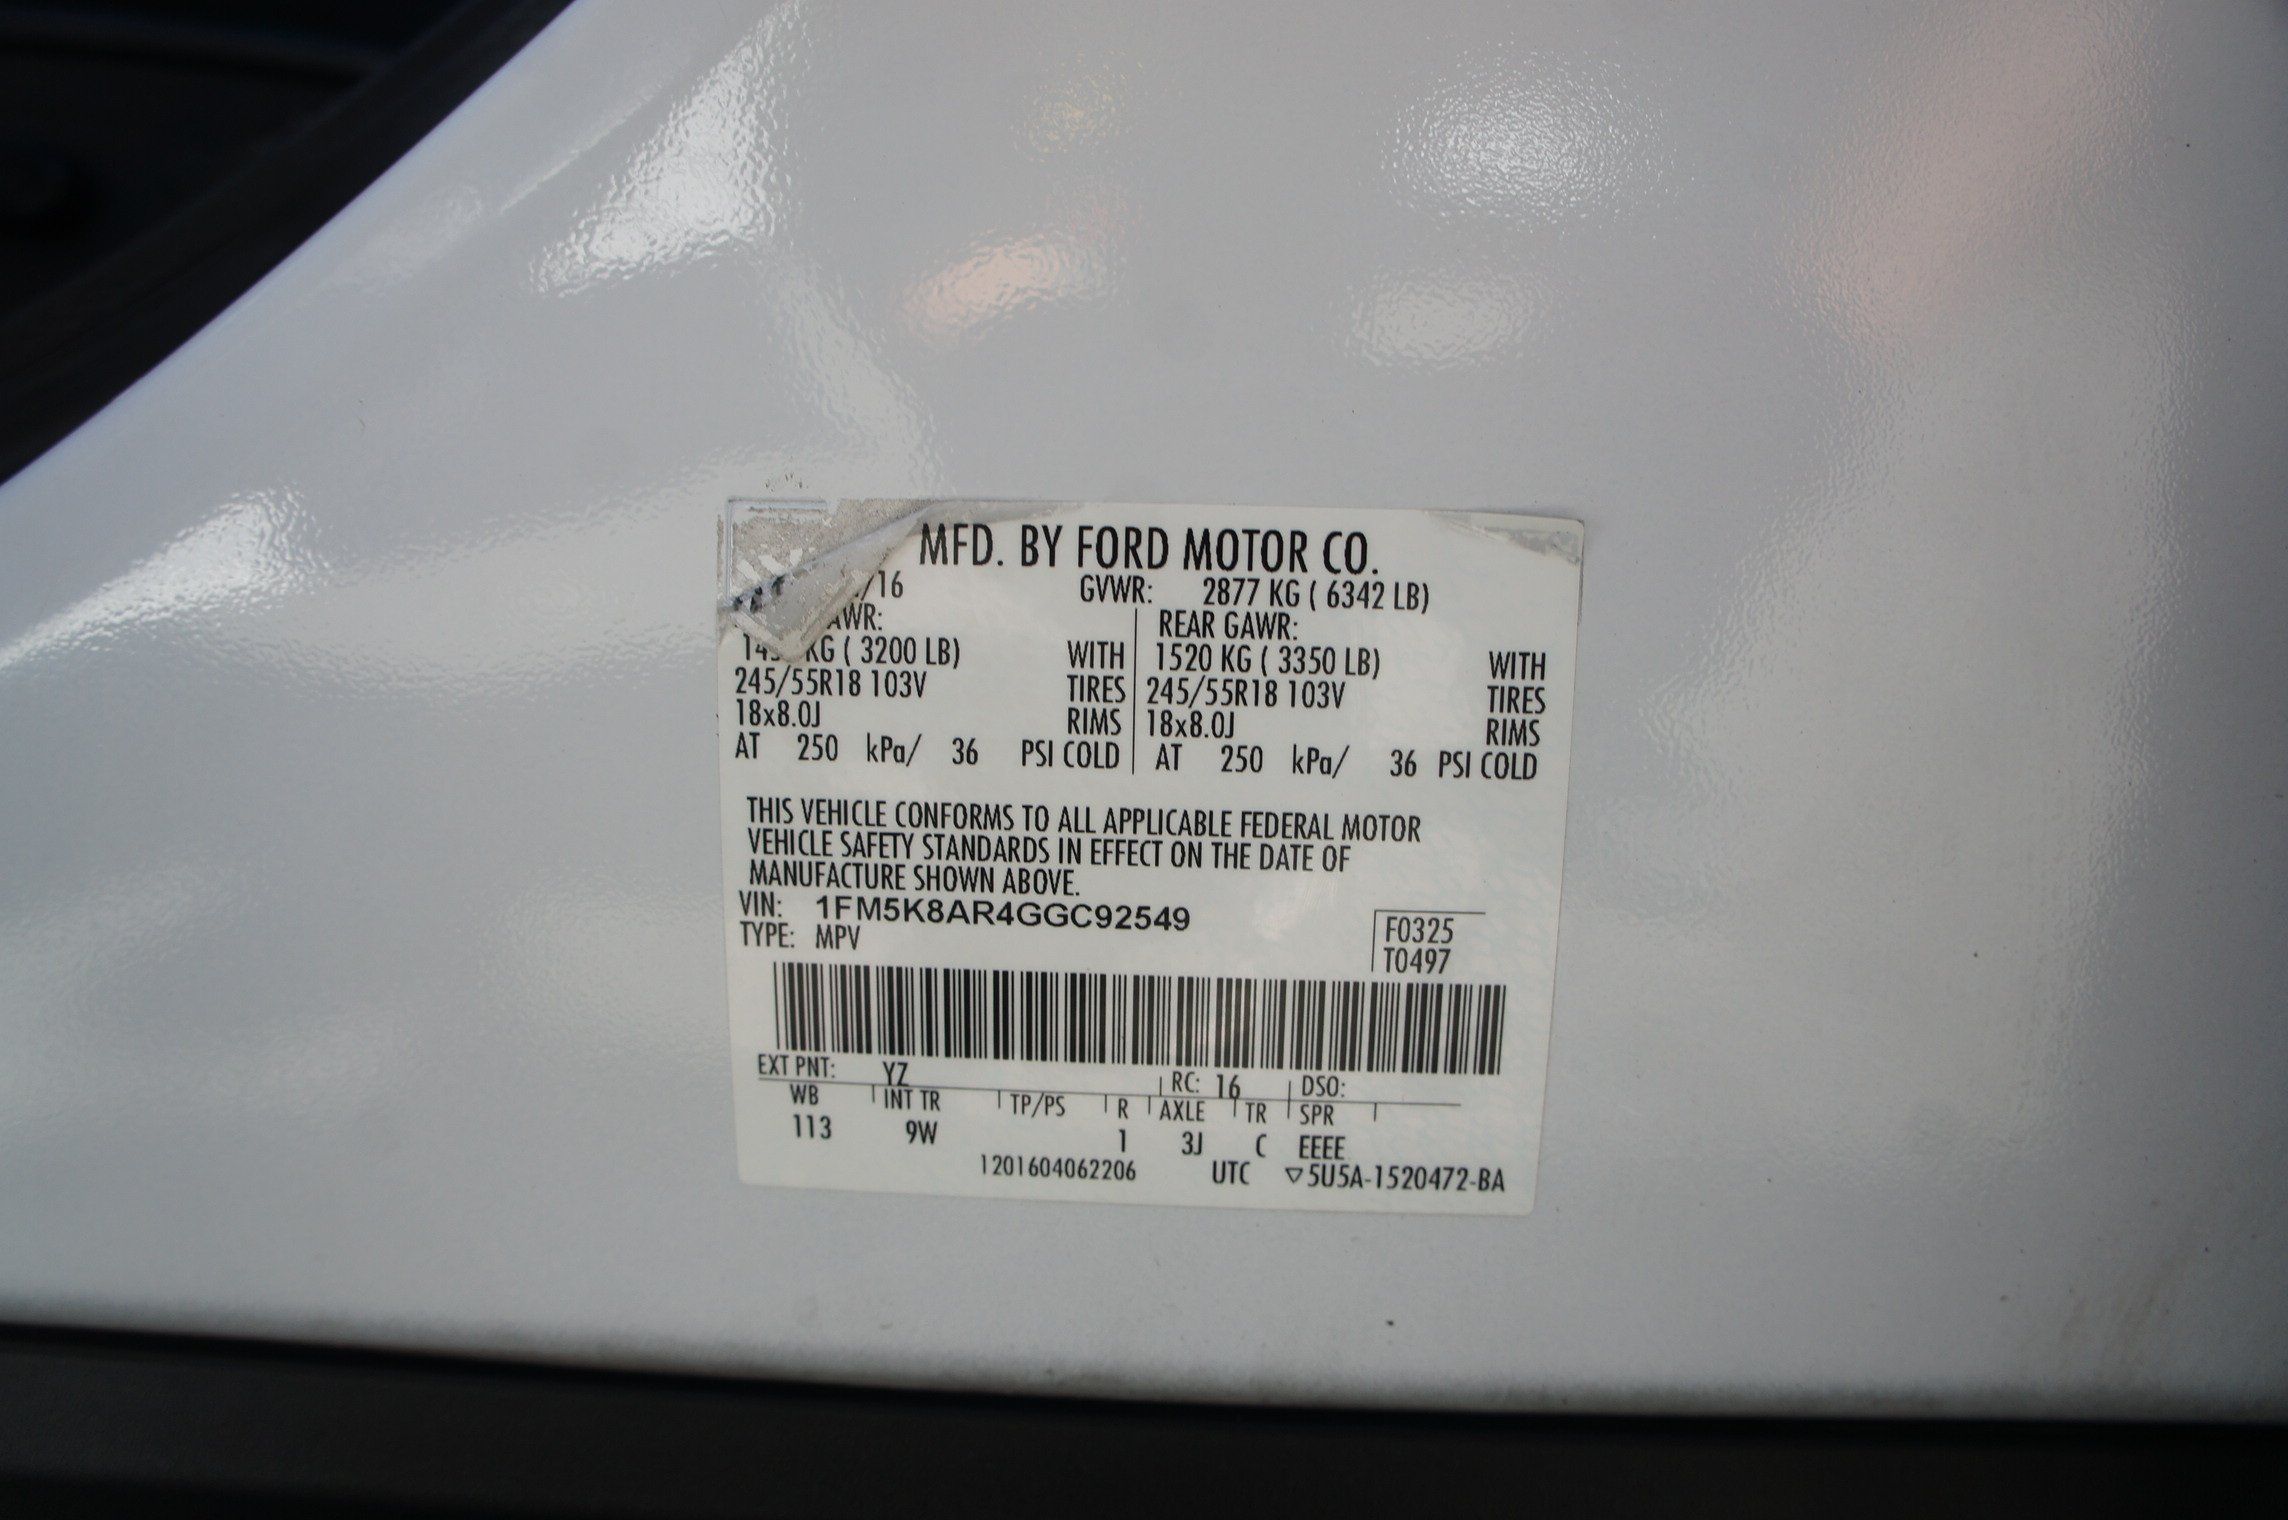 MFD. BY FORD MOTOR CO.
/16 GVWR: 2877 KG ( 6342 LB)
AWR: REAR GAWR:
KG ( 3200 LB) WITH 1520 KG ( 3350 LB) WITH
245/55R18 103V TIRES 245/55R18 103V TIRES
18x8.0J RIMS 18x8.0J RIMS
AT 250 kPa/ 36 PSI COLD AT 250 kPa/ 36 PSI COLD
THIS VEHICLE CONFORMS TO ALL APPLICABLE FEDERAL MOTOR
VEHICLE SAFETY STANDARDS IN EFFECT ON THE DATE OF
MANUFACTURE SHOWN ABOVE.
VIN: 1FM5K8AR4GGC92549 F0325
TYPE: MPV T0497
EXT PNT: YZ RC: 16 DSO:
WB INT TR TP/PS R AXLE TR SPR
113 9W 1 3J C EEEE
1201604062206 UTC ▽5U5A-1520472-BA